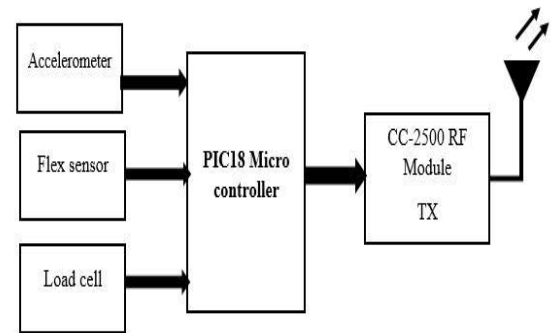 Accelerometer
Flex sensor
Load cell
PIC18 Micro
controller
CC-2500 RF
Module
TX